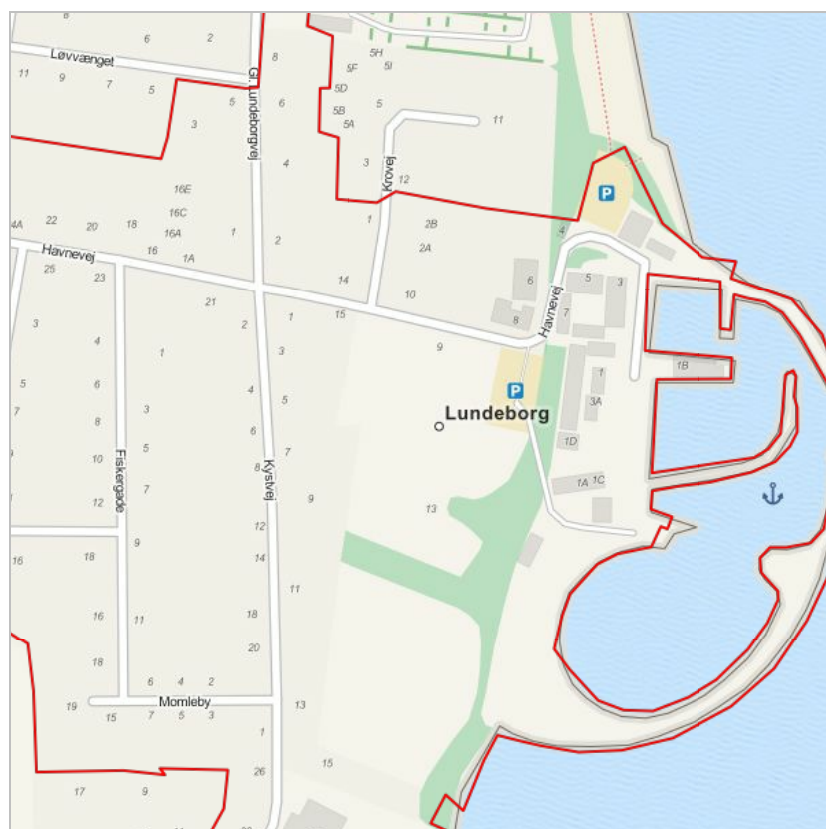 8
6
2
Løvvænget
11
9
7
5
5
3
Gl. Lundeborgvej
8
6
4
2
5H
5I
5F
5D
5B
5A
5
3
12
11
Krovej
1
2B
2A
10
P
4
16E
16C
16A
16
1A
1
4A
22
20
18
Havnevej
25
23
21
14
15
1
2
3
6
8
7
5
3
Havnevej
9
1B
1
3A
1D
1A
1C
P
Lundeborg
13
3
5
7
4
6
8
10
12
1
3
5
7
9
Fiskergade
4
8
5
7
9
Kystvej
12
14
11
18
20
16
18
16
18
11
6
4
2
Momleby
19
15
7
5
3
13
1
26
15
17
9